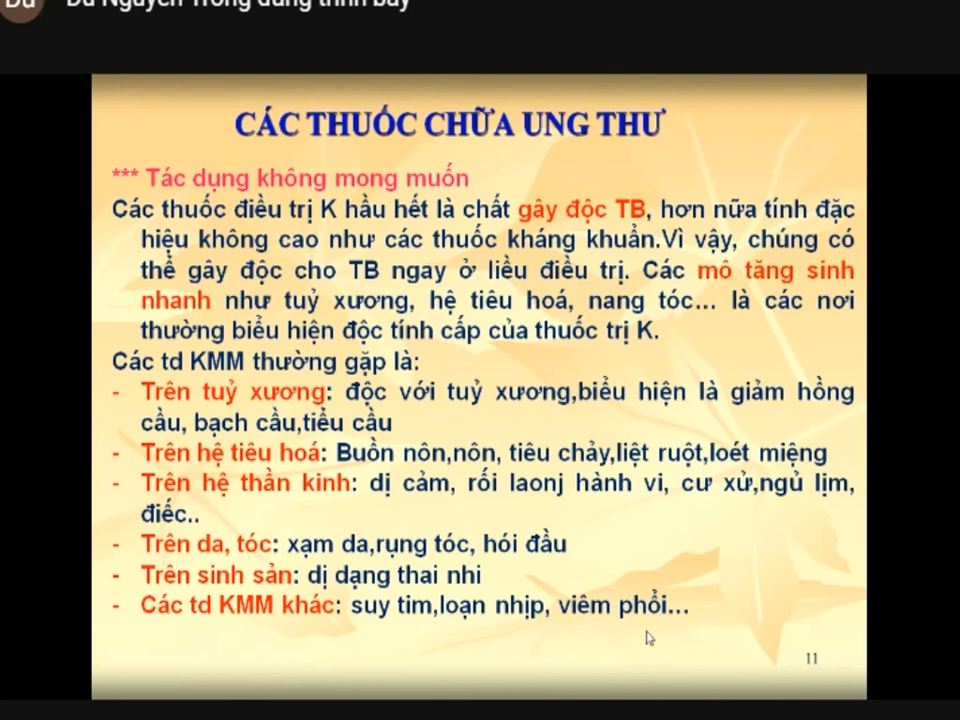 Du Nguyen Trong đang trình bày
CÁC THUỐC CHỮA UNG THƯ
*** Tác dụng không mong muốn
Các thuốc điều trị K hầu hết là chất gây độc TB, hơn nữa tính đặc
hiệu không cao như các thuốc kháng khuẩn.Vì vậy, chúng có
thể gây độc cho TB ngay ở liều điều trị. Các mô tăng sinh
nhanh như tuỷ xương, hệ tiêu hoá, nang tóc... là các nơi
thường biểu hiện độc tính cấp của thuốc trị K.
Các td KMM thường gặp là:
- Trên tuỷ xương: độc với tuỷ xương,biểu hiện là giảm hồng
cầu, bạch cầu,tiểu cầu
- Trên hệ tiêu hoá: Buồn nôn,nôn, tiêu chảy,liệt ruột,loét miệng
- Trên hệ thần kinh: dị cảm, rối laonj hành vi, cư xử,ngủ lịm,
điếc..
- Trên da, tóc: xạm da,rụng tóc, hói đầu
- Trên sinh sản: dị dạng thai nhi
- Các td KMM khác: suy tim,loạn nhịp, viêm phổi...
11